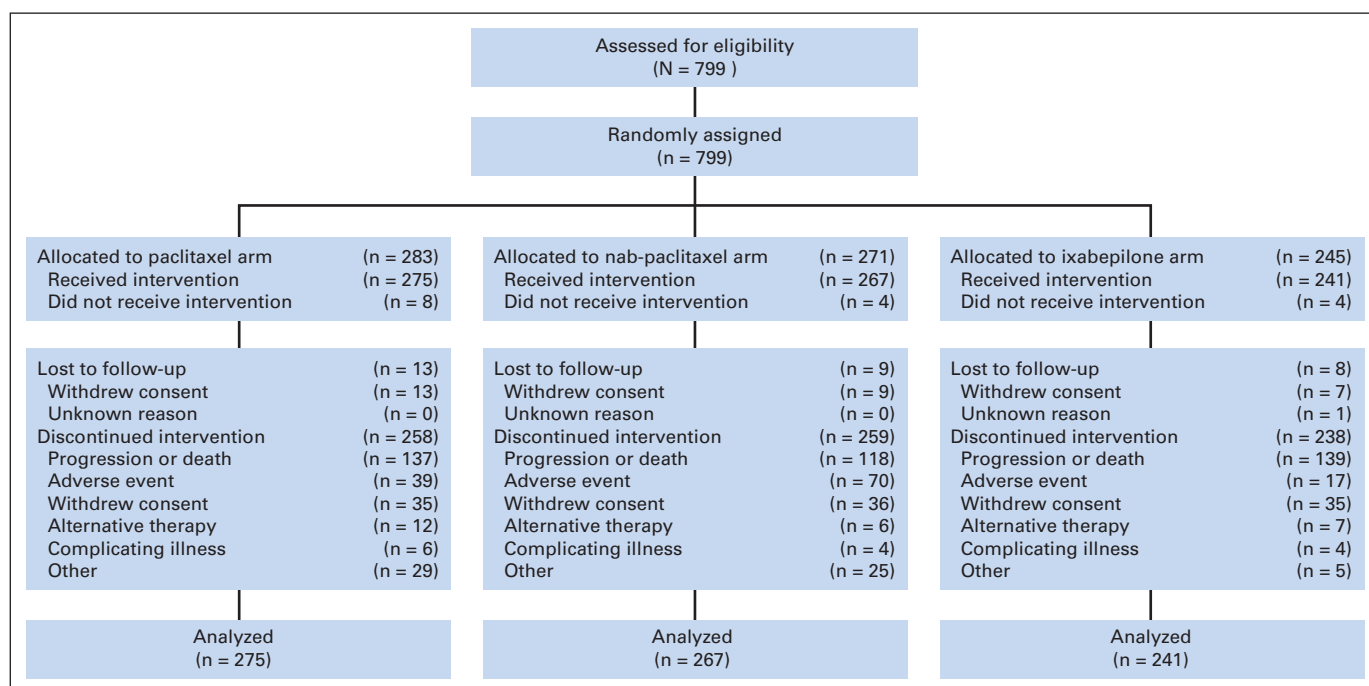 Assessed for eligibility
(N = 799 )
Randomly assigned
(n = 799)
Allocated to paclitaxel arm (n = 283)
Received intervention (n = 275)
Did not receive intervention (n = 8)
Allocated to nab-paclitaxel arm (n = 271)
Received intervention (n = 267)
Did not receive intervention (n = 4)
Allocated to ixabepilone arm (n = 245)
Received intervention (n = 241)
Did not receive intervention (n = 4)
Lost to follow-up (n = 13)
Withdrew consent (n = 13)
Unknown reason (n = 0)
Discontinued intervention (n = 258)
Progression or death (n = 137)
Adverse event (n = 39)
Withdrew consent (n = 35)
Alternative therapy (n = 12)
Complicating illness (n = 6)
Other (n = 29)
Lost to follow-up (n = 9)
Withdrew consent (n = 9)
Unknown reason (n = 0)
Discontinued intervention (n = 259)
Progression or death (n = 118)
Adverse event (n = 70)
Withdrew consent (n = 36)
Alternative therapy (n = 6)
Complicating illness (n = 4)
Other (n = 25)
Lost to follow-up (n = 8)
Withdrew consent (n = 7)
Unknown reason (n = 1)
Discontinued intervention (n = 238)
Progression or death (n = 139)
Adverse event (n = 17)
Withdrew consent (n = 35)
Alternative therapy (n = 7)
Complicating illness (n = 4)
Other (n = 5)
Analyzed
(n = 275)
Analyzed
(n = 267)
Analyzed
(n = 241)